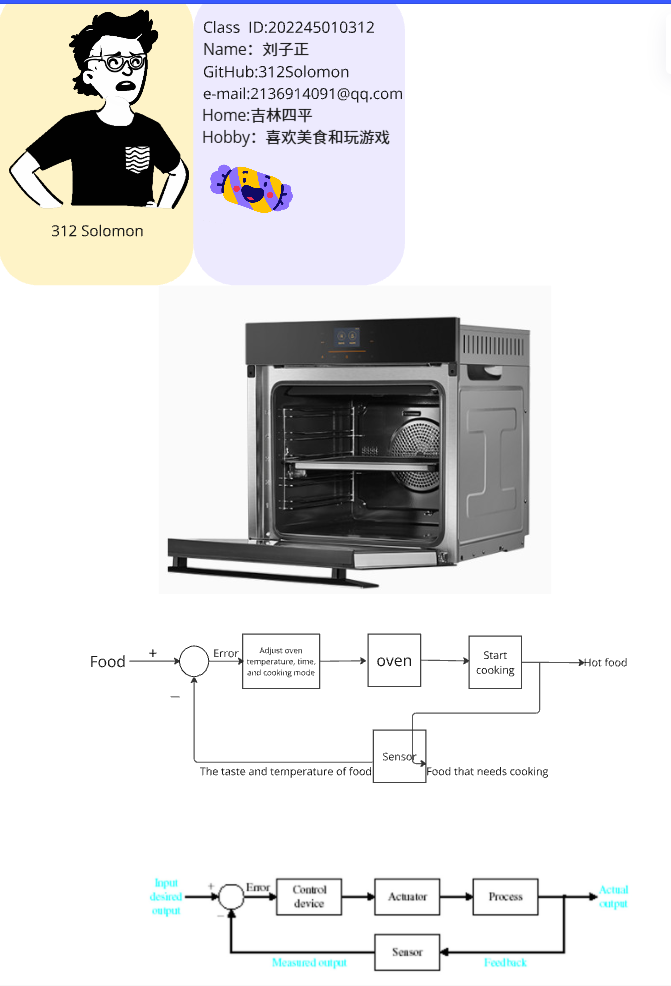 Class ID:202245010312
Name：刘子正
GitHub:312Solomon
e-mail:2136914091@qq.com
Home:吉林四平
Hobby：喜欢美食和玩游戏
312 Solomon
Food
+
Error
Adjust oven
temperature, time,
and cooking mode
oven
Start
cooking
Hot food
—
Sensor
The taste and temperature of food
Food that needs cooking
Input
desired
output
+
Error
Control
device
Actuator
Process
Actual
output
—
Sensor
Measured output
Feedback